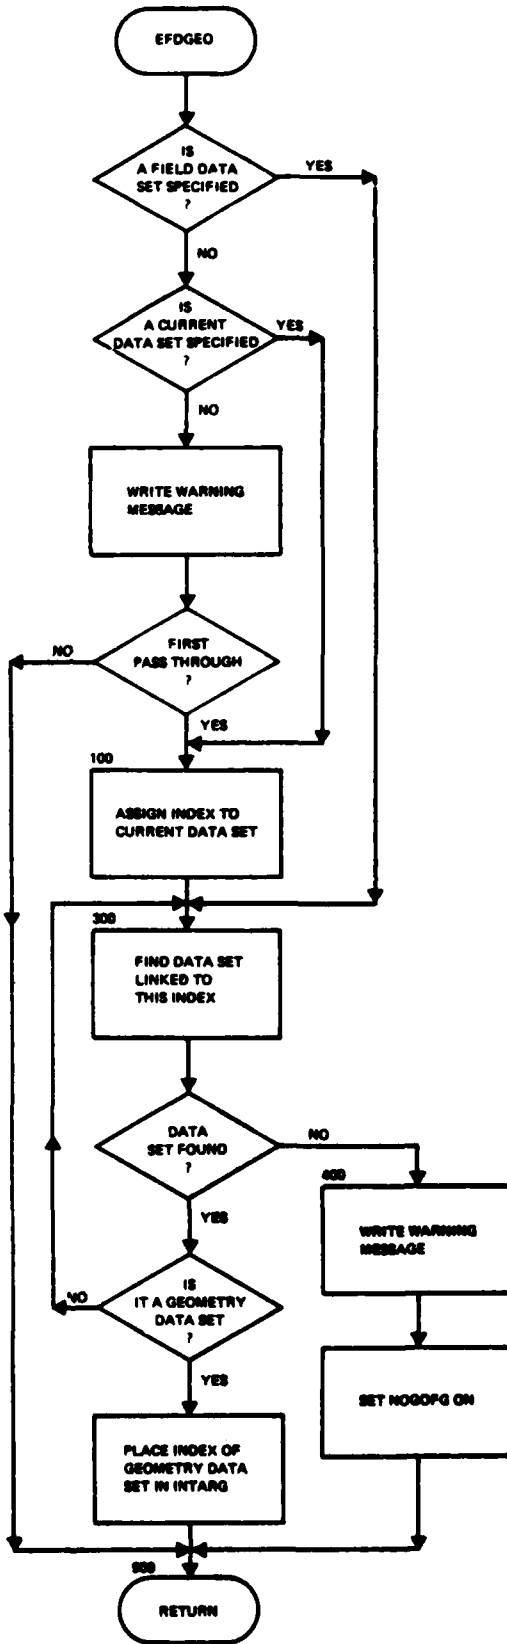 EFDGEO
IS
A FIELD DATA
SET SPECIFIED
?
YES
NO
IS
A CURRENT
DATA SET SPECIFIED
?
YES
NO
WRITE WARNING
MESSAGE
FIRST
PASS THROUGH
?
NO
YES
100
ASSIGN INDEX TO
CURRENT DATA SET
300
FIND DATA SET
LINKED TO
THIS INDEX
DATA
SET FOUND
?
NO
YES
400
WRITE WARNING
MESSAGE
IS
IT A GEOMETRY
DATA SET
?
NO
YES
SET NOGOFG ON
PLACE INDEX OF
GEOMETRY DATA
SET IN INTARG
900
RETURN